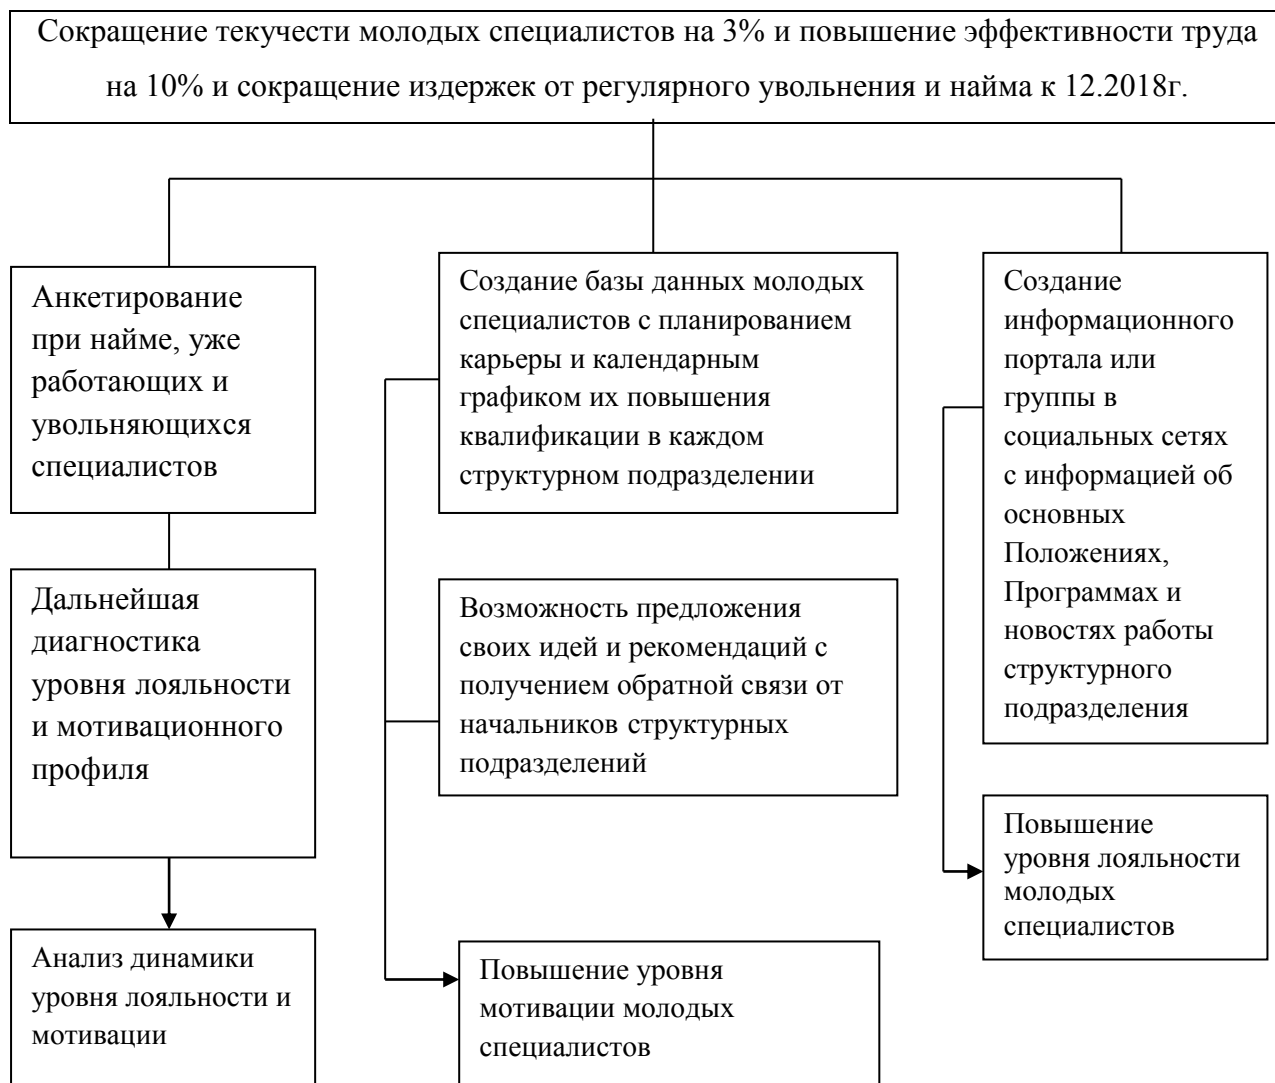 Сокращение текучести молодых специалистов на 3% и повышение эффективности труда
на 10% и сокращение издержек от регулярного увольнения и найма к 12.2018г.
Анкетирование
при найме, уже
работающих и
увольняющихся
специалистов
Дальнейшая
диагностика
уровня лояльности
и мотивационного
профиля
Анализ динамики
уровня лояльности и
мотивации
Создание базы данных молодых
специалистов с планированием
карьеры и календарным
графиком их повышения
квалификации в каждом
структурном подразделении
Возможность предложения
своих идей и рекомендаций с
получением обратной связи от
начальников структурных
подразделений
Повышение уровня
мотивации молодых
специалистов
Создание
информационного
портала или
группы в
социальных сетях
с информацией об
основных
Положениях,
Программах и
новостях работы
структурного
подразделения
Повышение
уровня лояльности
молодых
специалистов